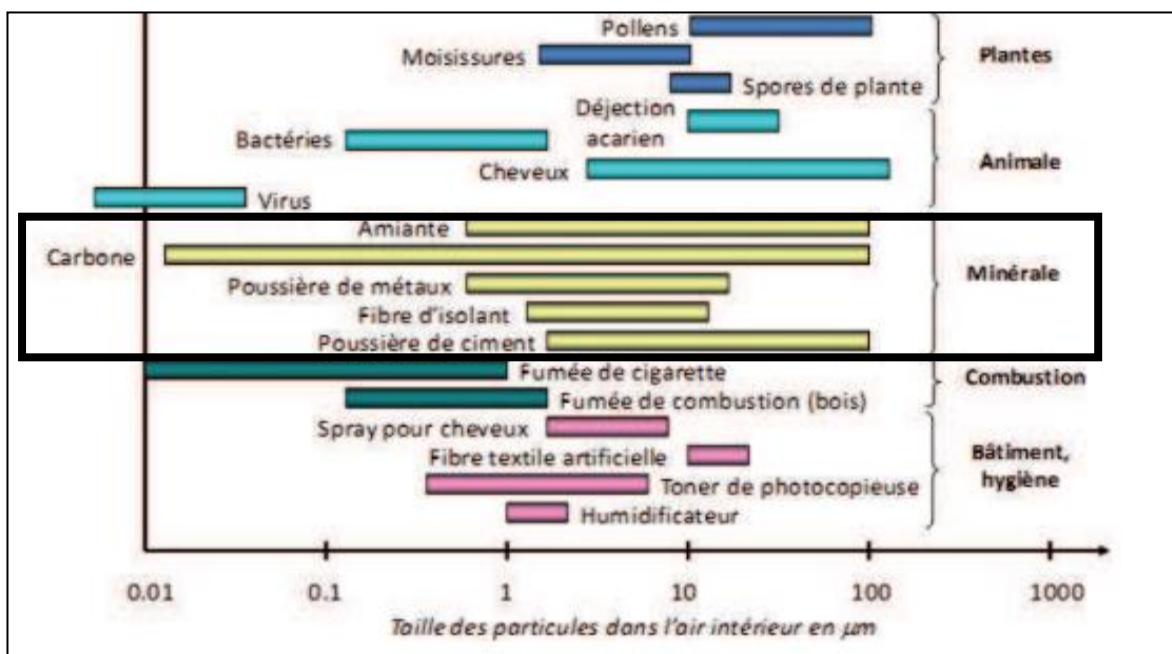 Pollens
Moisissures
Plantes
Spores de plante
Déjection
acarien
Bactéries
Cheveux
Animale
Virus
Amiante
Carbone
Minérale
Poussière de métaux
Fibre d'isolant
Poussière de ciment
Fumée de cigarette
Combustion
Fumée de combustion (bois)
Spray pour cheveux
Fibre textile artificielle
Bâtiment,
hygiène
Toner de photocopieuse
Humidificateur
0.01 0.1 1 10 100 1000
Taille des particules dans l'air intérieur en µm